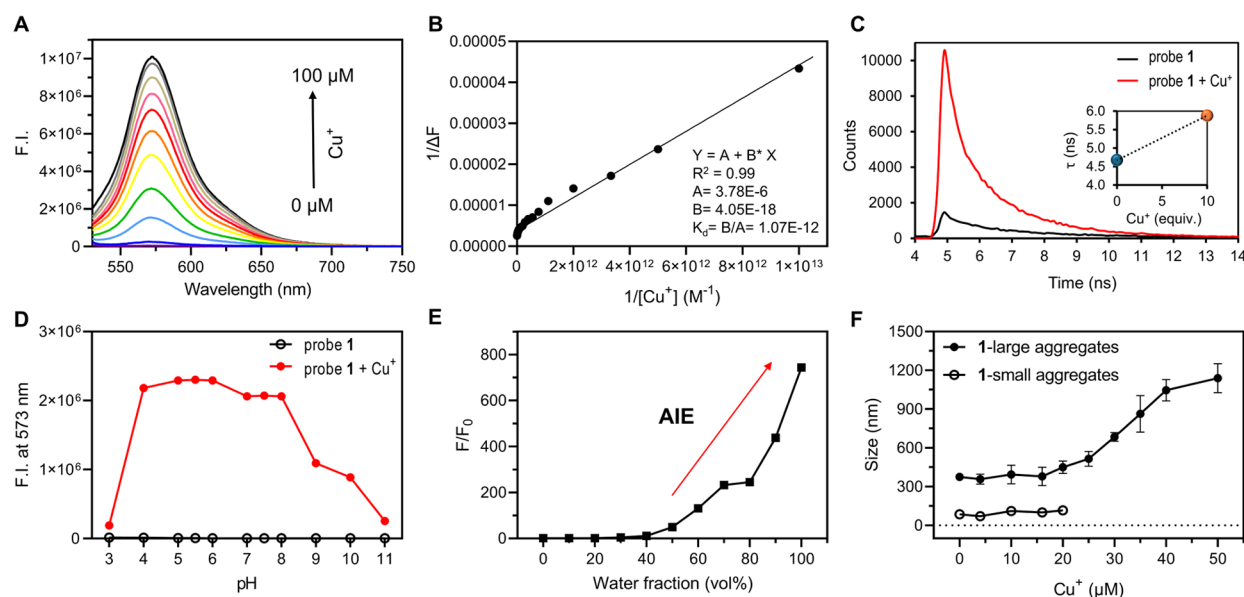 A
F.I.
1×10⁷
8×10⁶
6×10⁶
4×10⁶
2×10⁶
0
100 μM
Cu⁺
0 μM
550 600 650 700 750
Wavelength (nm)
B
1/ΔF
0.00005
0.00004
0.00003
0.00002
0.00001
0.00000
Y = A + B* X
R² = 0.99
A= 3.78E-6
B= 4.05E-18
K_d= B/A= 1.07E-12
0 2×10¹² 4×10¹² 6×10¹² 8×10¹² 1×10¹³
1/[Cu⁺] (M⁻¹)
C
Counts
10000
8000
6000
4000
2000
0
probe 1
probe 1 + Cu⁺
τ (ns)
6.0
5.5
5.0
4.5
4.0
0 5 10
Cu⁺ (equiv.)
4 5 6 7 8 9 10 11 12 13 14
Time (ns)
D
F.I. at 573 nm
3×10⁶
2×10⁶
1×10⁶
0
probe 1
probe 1 + Cu⁺
3 4 5 6 7 8 9 10 11
pH
E
F/F₀
800
600
400
200
0
AIE
0 20 40 60 80 100
Water fraction (vol%)
F
Size (nm)
1500
1200
900
600
300
0
1-large aggregates
1-small aggregates
0 10 20 30 40 50
Cu⁺ (μM)